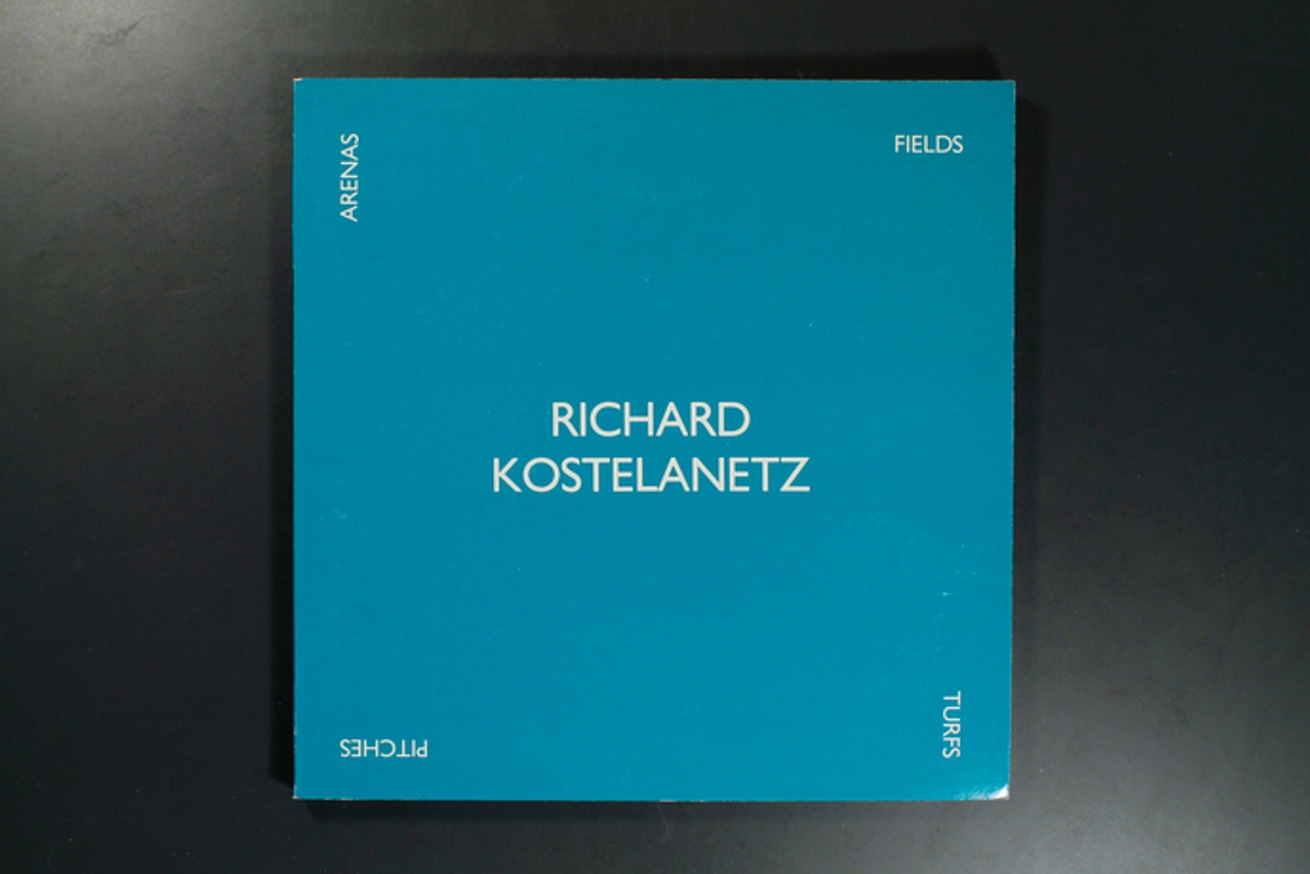 ARENAS
FIELDS
RICHARD
KOSTELANETZ
PITCHES
TURFS